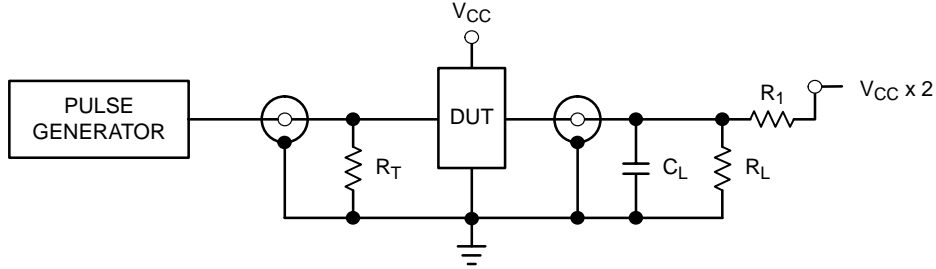 VCC
PULSE
GENERATOR
DUT
RT
CL
RL
R1
VCC x 2